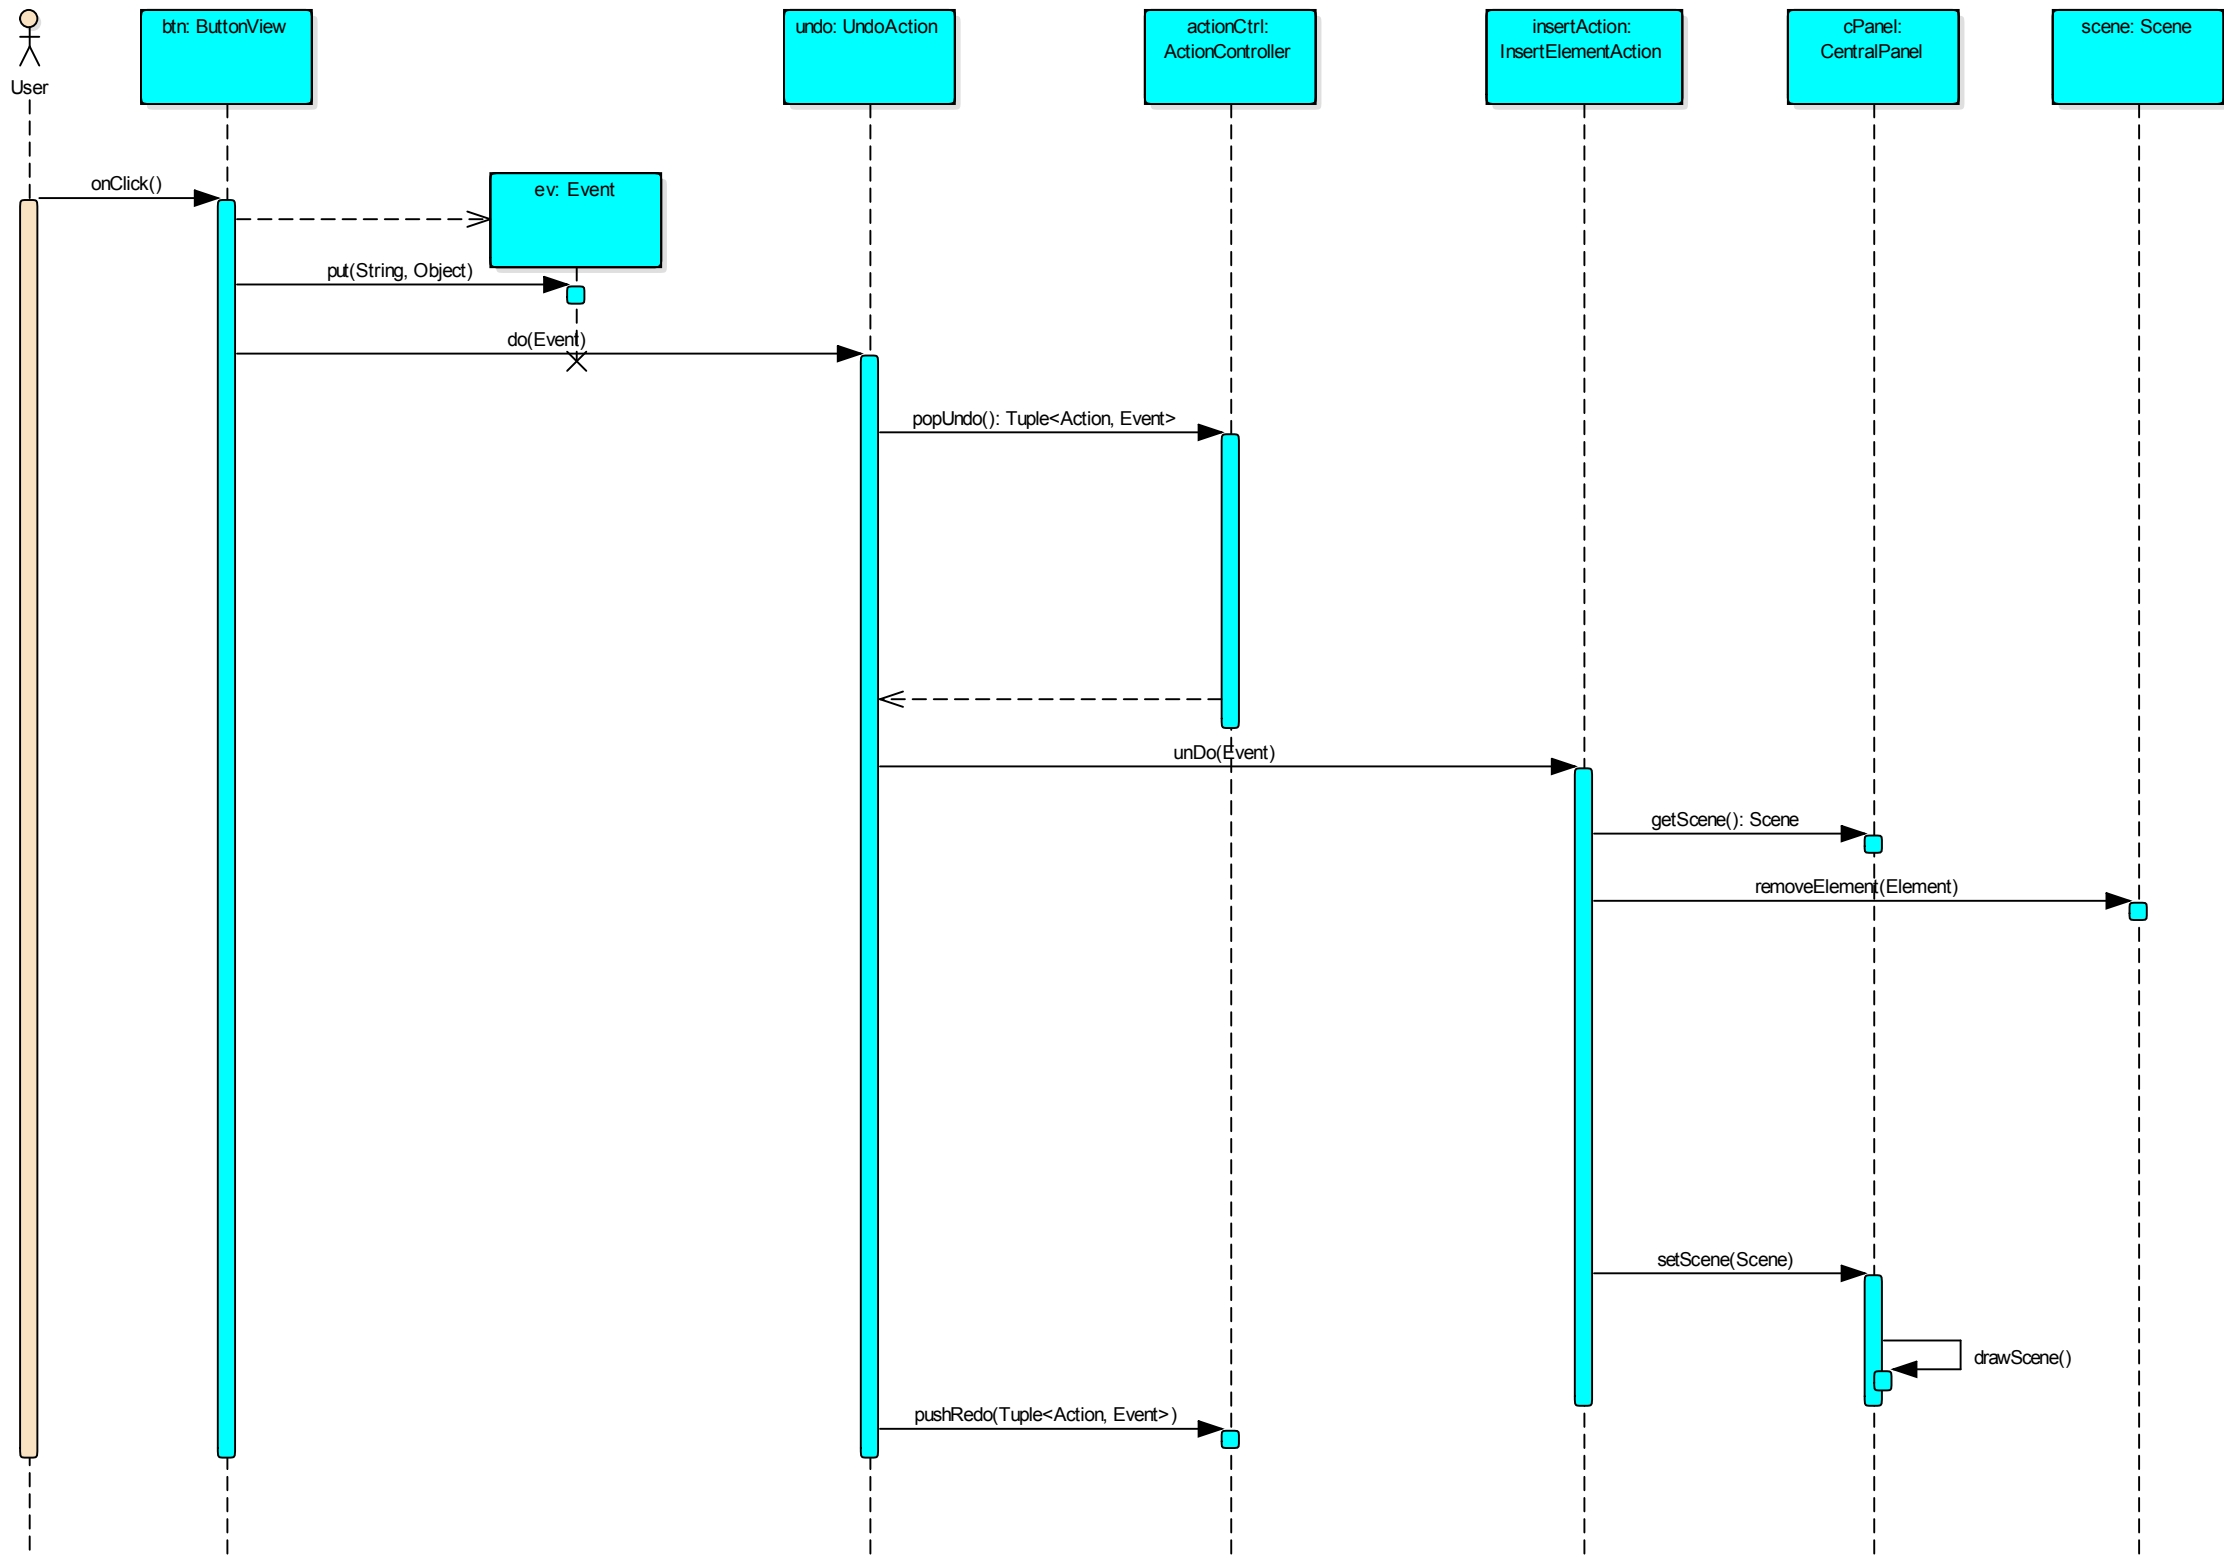 User
btn: ButtonView
undo: UndoAction
actionCtrl:
ActionController
insertAction:
InsertElementAction
cPanel:
CentralPanel
scene: Scene
onClick()
ev: Event
put(String, Object)
do(Event)
popUndo(): Tuple<Action, Event>
unDo(Event)
getScene(): Scene
removeElement(Element)
setScene(Scene)
drawScene()
pushRedo(Tuple<Action, Event>)